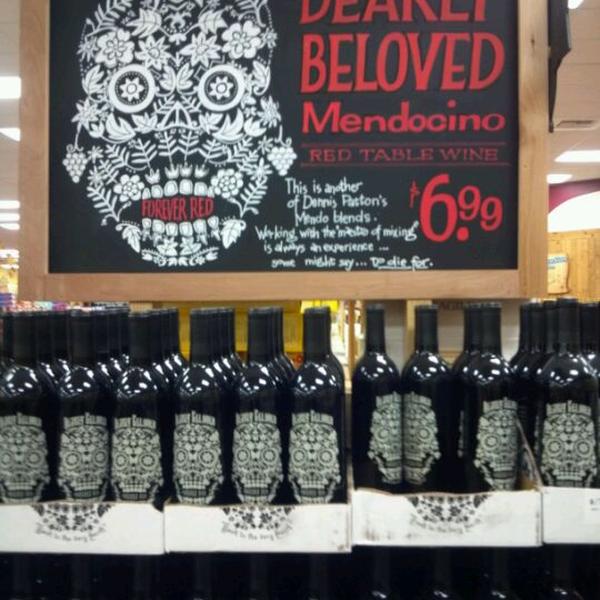 DEARLY
BELOVED
Mendocino
RED TABLE WINE
FOREVER RED
This is another
of Dennis Patton's
Mendo blends.
Working with the "maestro of mixing"
is always an experience ...
some might say... To die for.
$6.99